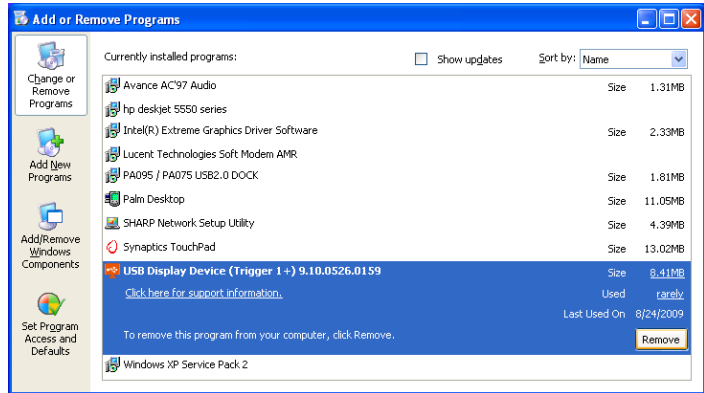 Add or Remove Programs
Change or
Remove
Programs
Add New
Programs
Add/Remove
Windows
Components
Set Program
Access and
Defaults
Currently installed programs:
Show updates
Sort by: Name
Avance AC'97 Audio Size 1.31MB
hp deskjet 5550 series
Intel(R) Extreme Graphics Driver Software Size 2.33MB
Lucent Technologies Soft Modem AMR
PA095 / PA075 USB2.0 DOCK Size 1.81MB
Palm Desktop Size 11.05MB
SHARP Network Setup Utility Size 4.39MB
Synaptics TouchPad Size 13.02MB
USB Display Device (Trigger 1+) 9.10.0526.0159 Size 8.41MB
Click here for support information. Used rarely
Last Used On 8/24/2009
To remove this program from your computer, click Remove. Remove
Windows XP Service Pack 2